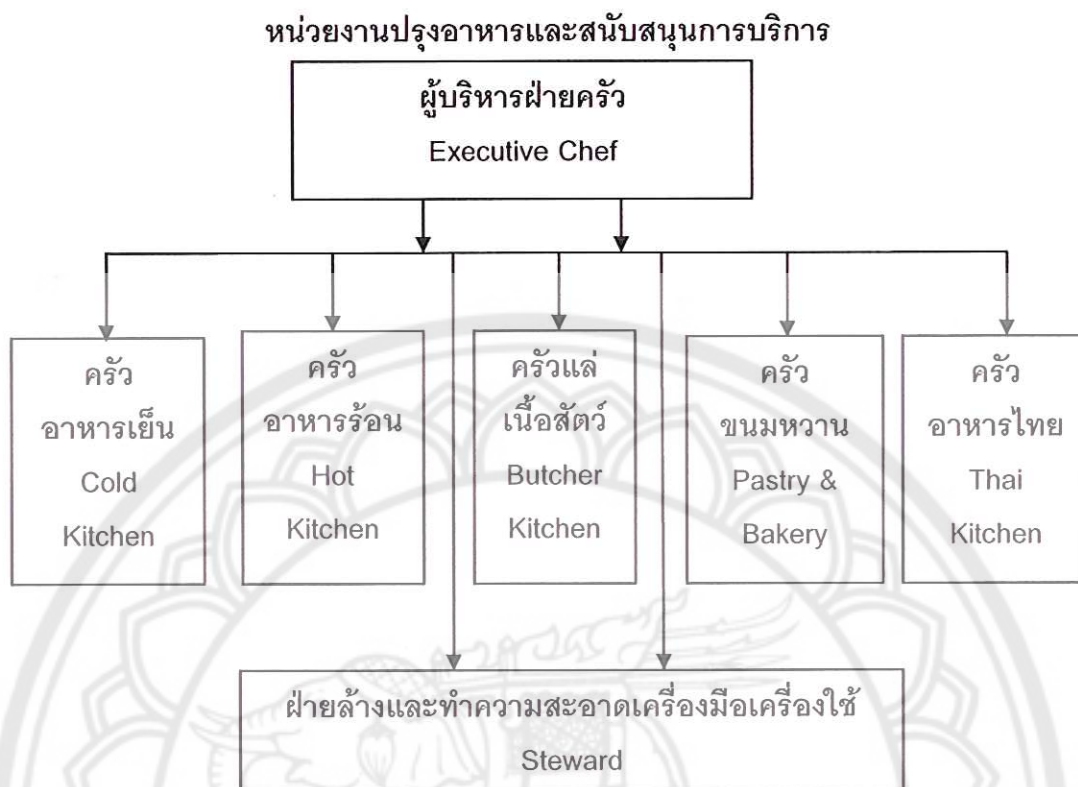 หน่วยงานปรุงอาหารและสนับสนุนการบริการ
ผู้บริหารฝ่ายครัว
Executive Chef
ครัว
อาหารเย็น
Cold
Kitchen
ครัว
อาหารร้อน
Hot
Kitchen
ครัวแล่
เนื้อสัตว์
Butcher
Kitchen
ครัว
ขนมหวาน
Pastry &
Bakery
ครัว
อาหารไทย
Thai
Kitchen
ฝ่ายล้างและทำความสะอาดเครื่องมือเครื่องใช้
Steward